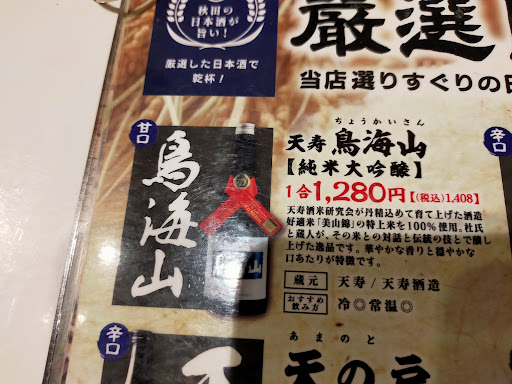 秋田の
日本酒が
旨い！
厳選した日本酒で
乾杯！
厳選
当店選りすぐりの日
甘口
鳥海山
ちょうかいさん
天寿 鳥海山
【純米大吟醸】
1合1,280円【(税込)1,408】
天寿酒米研究会が丹精込めて育て上げた酒造
好適米「美山錦」の特上米を100％使用。杜氏
と蔵人が、その米との対話と伝統の技とで醸し
上げた逸品です。華やかな香りと穏やかな
口あたりが特徴です。
蔵元 天寿/天寿酒造
おすすめ
飲み方 冷◎常温◎
辛口
辛口
あまのと
天の戸